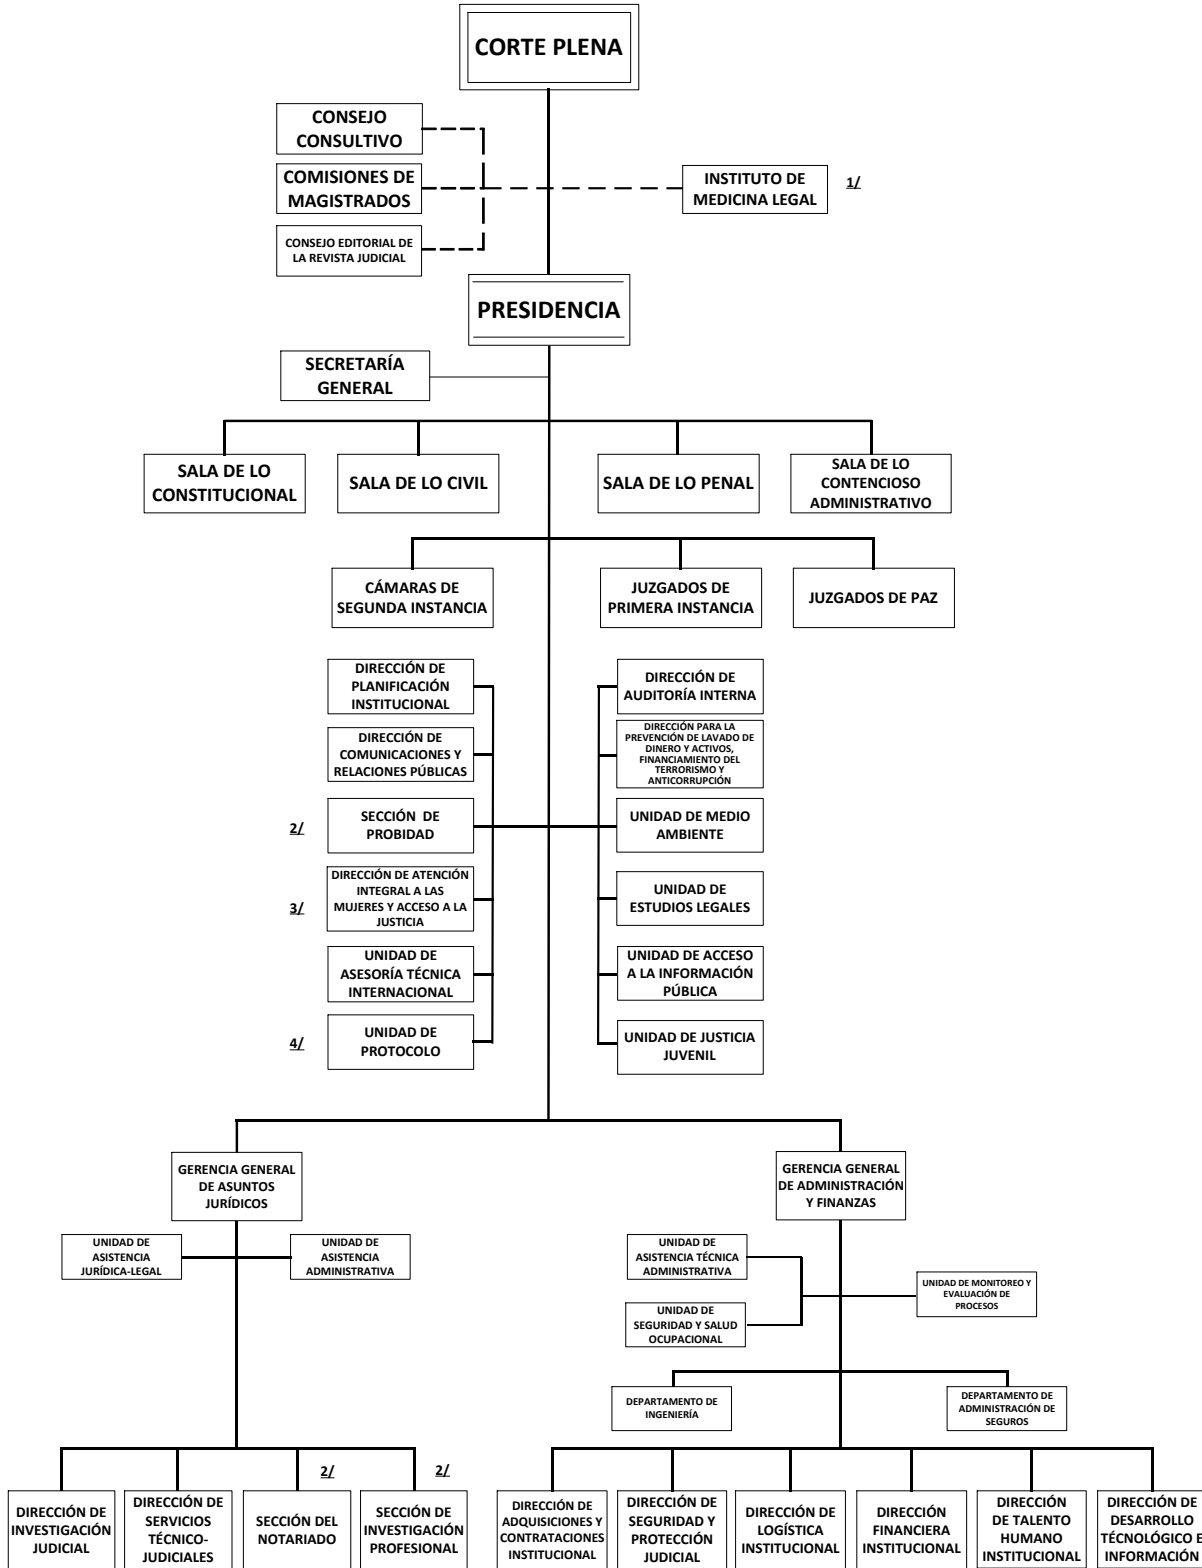 CORTE PLENA
CONSEJO
CONSULTIVO
COMISIONES DE
MAGISTRADOS
INSTITUTO DE
MEDICINA LEGAL
1/
CONSEJO EDITORIAL DE
LA REVISTA JUDICIAL
PRESIDENCIA
SECRETARÍA
GENERAL
SALA DE LO
CONSTITUCIONAL
SALA DE LO CIVIL
SALA DE LO PENAL
SALA DE LO
CONTENCIOSO
ADMINISTRATIVO
CÁMARAS DE
SEGUNDA INSTANCIA
JUZGADOS DE
PRIMERA INSTANCIA
JUZGADOS DE PAZ
DIRECCIÓN DE
PLANIFICACIÓN
INSTITUCIONAL
DIRECCIÓN DE
AUDITORÍA INTERNA
DIRECCIÓN DE
COMUNICACIONES Y
RELACIONES PÚBLICAS
DIRECCIÓN PARA LA
PREVENCIÓN DE LAVADO DE
DINERO Y ACTIVOS,
FINANCIAMIENTO DEL
TERRORISMO Y
ANTICORRUPCIÓN
2/
SECCIÓN DE
PROBIDAD
UNIDAD DE MEDIO
AMBIENTE
3/
DIRECCIÓN DE ATENCIÓN
INTEGRAL A LAS
MUJERES Y ACCESO A LA
JUSTICIA
UNIDAD DE
ESTUDIOS LEGALES
UNIDAD DE
ASESORÍA TÉCNICA
INTERNACIONAL
UNIDAD DE ACCESO
A LA INFORMACIÓN
PÚBLICA
4/
UNIDAD DE
PROTOCOLO
UNIDAD DE JUSTICIA
JUVENIL
GERENCIA GENERAL
DE ASUNTOS
JURÍDICOS
GERENCIA GENERAL
DE ADMINISTRACIÓN
Y FINANZAS
UNIDAD DE
ASISTENCIA
JURÍDICA-LEGAL
UNIDAD DE
ASISTENCIA
ADMINISTRATIVA
UNIDAD DE
ASISTENCIA TÉCNICA
ADMINISTRATIVA
UNIDAD DE MONITOREO Y
EVALUACIÓN DE
PROCESOS
UNIDAD DE
SEGURIDAD Y SALUD
OCUPACIONAL
DEPARTAMENTO DE
INGENIERÍA
DEPARTAMENTO DE
ADMINISTRACIÓN DE
SEGUROS
2/
2/
DIRECCIÓN DE
INVESTIGACIÓN
JUDICIAL
DIRECCIÓN DE
SERVICIOS
TÉCNICO-
JUDICIALES
SECCIÓN DEL
NOTARIADO
SECCIÓN DE
INVESTIGACIÓN
PROFESIONAL
DIRECCIÓN DE
ADQUISICIONES Y
CONTRATACIONES
INSTITUCIONAL
DIRECCIÓN DE
SEGURIDAD Y
PROTECCIÓN
JUDICIAL
DIRECCIÓN DE
LOGÍSTICA
INSTITUCIONAL
DIRECCIÓN
FINANCIERA
INSTITUCIONAL
DIRECCIÓN
DE TALENTO
HUMANO
INSTITUCIONAL
DIRECCIÓN DE
DESARROLLO
TÉCNOLÓGICO E
INFORMACIÓN